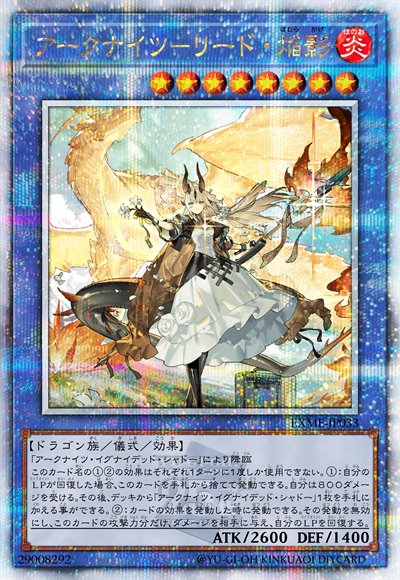 アークナイツーリード・焔影
ほむら かげ
ほのお
炎
EXMF-JP033
【ドラゴン族／儀式／効果】
「アークナイツ・イグナイデッド・シャドー」により降臨
このカード名の①②の効果はそれぞれ1ターンに1度しか使用できない。①:自分の
LPが回復した場合、このカードを手札から捨てて発動できる。自分は８００ダメージ
を受ける。その後、デッキから「アークナイツ・イグナイデッド・シャドー」1枚を手札に
加える事ができる。②:カードの効果を発動した時に発動できる。その発動を無効
にし、このカードの攻撃力分だけ、ダメージを相手に与え、自分のLPを回復する。
ATK/2600 DEF/1400
29008292
@YU-GI-OH KINKUAOI DIYCARD